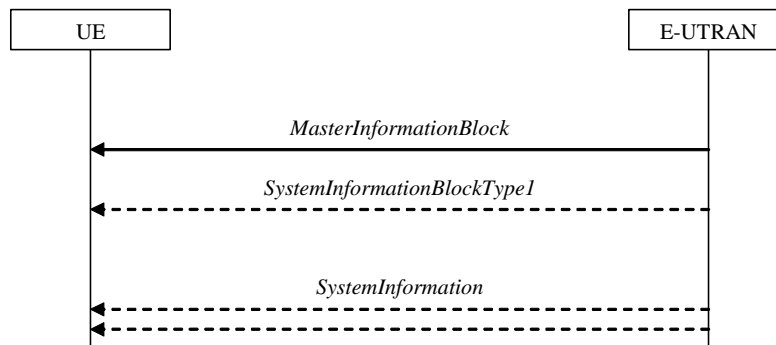 UE
E-UTRAN
MasterInformationBlock
SystemInformationBlockType1
SystemInformation